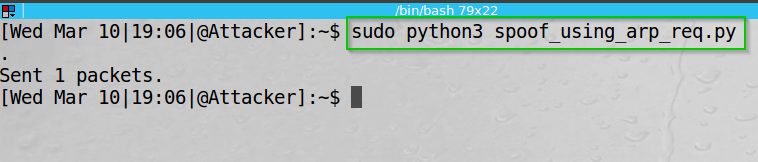 /bin/bash 79x22
[Wed Mar 10|19:06|@Attacker]:~$ sudo python3 spoof_using_arp_req.py
.
Sent 1 packets.
[Wed Mar 10|19:06|@Attacker]:~$